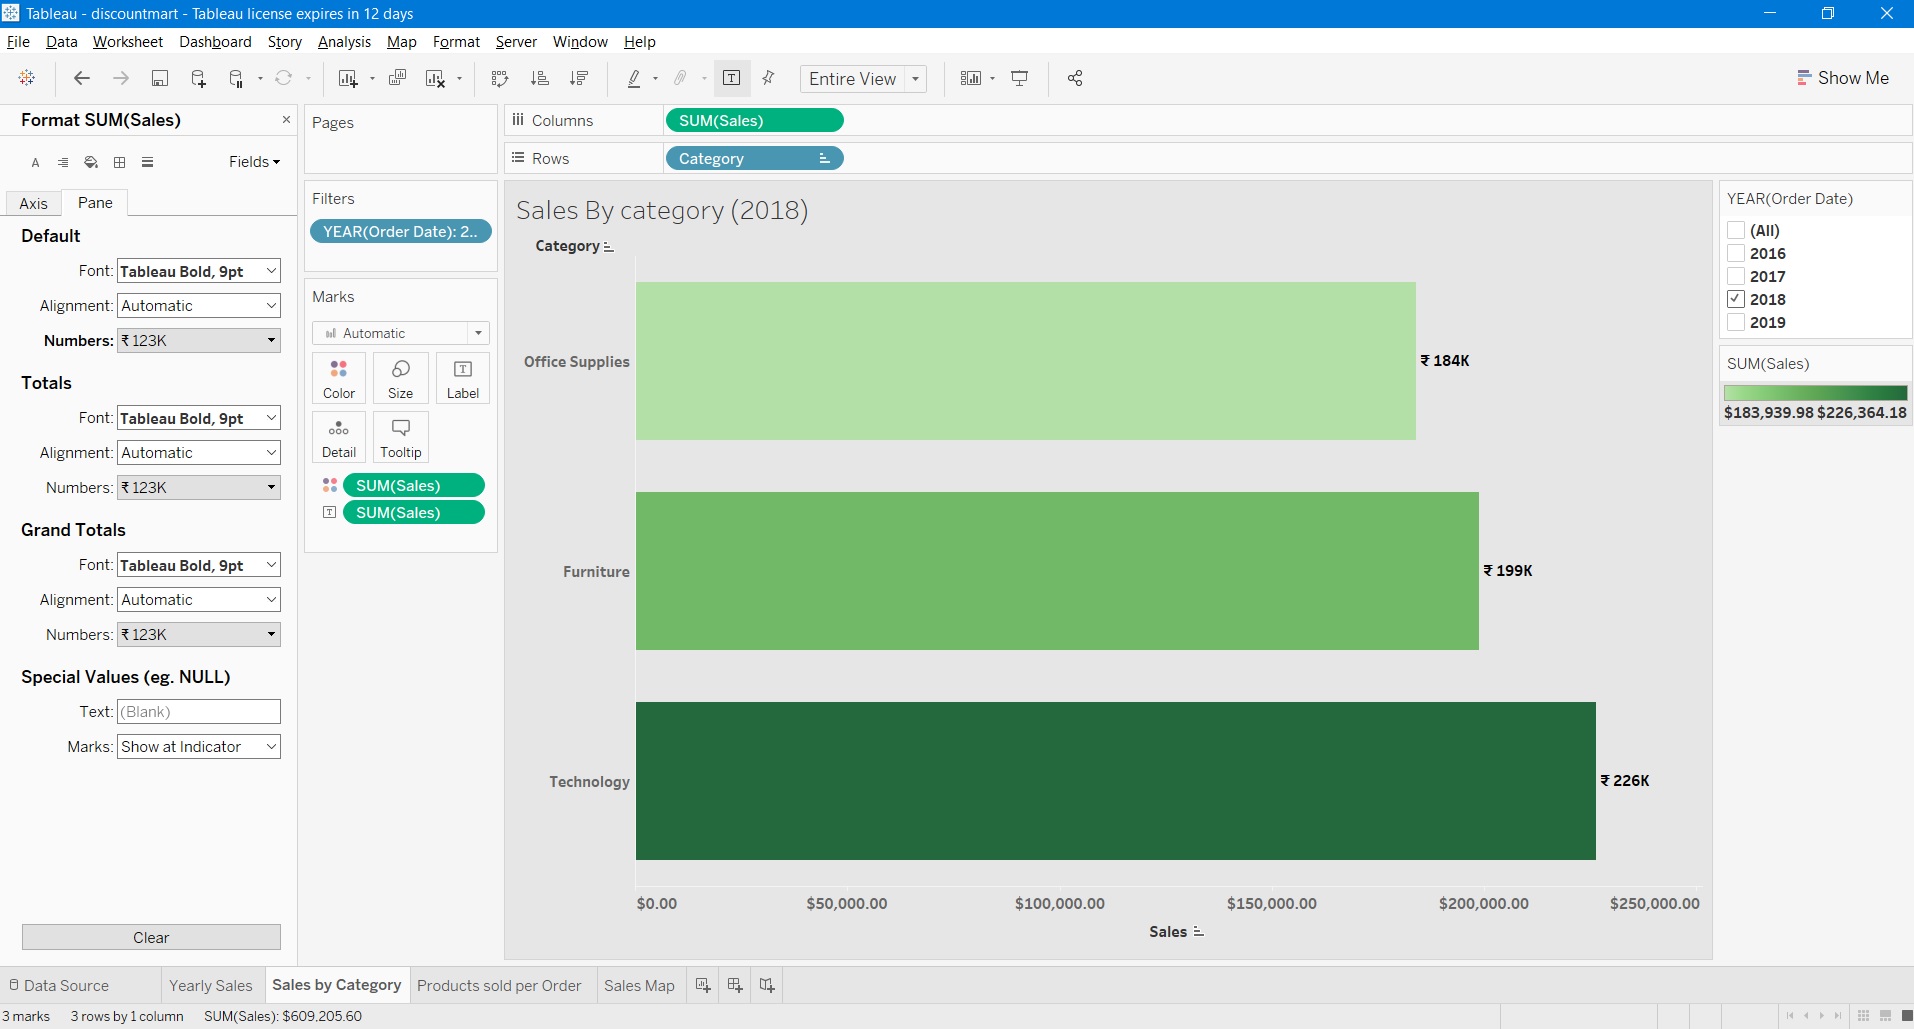 Tableau - discountmart - Tableau license expires in 12 days
File Data Worksheet Dashboard Story Analysis Map Format Server Window Help
Entire View
Show Me
Format SUM(Sales)
Fields
Axis Pane
Default
Font: Tableau Bold, 9pt
Alignment: Automatic
Numbers: ₹ 123K
Totals
Font: Tableau Bold, 9pt
Alignment: Automatic
Numbers: ₹ 123K
Grand Totals
Font: Tableau Bold, 9pt
Alignment: Automatic
Numbers: ₹ 123K
Special Values (eg. NULL)
Text: (Blank)
Marks: Show at Indicator
Clear
Pages
Filters
YEAR(Order Date): 2..
Marks
Automatic
Color Size Label
Detail Tooltip
SUM(Sales)
SUM(Sales)
Columns SUM(Sales)
Rows Category
Sales By category (2018)
Category
Office Supplies ₹ 184K
Furniture ₹ 199K
Technology ₹ 226K
$0.00 $50,000.00 $100,000.00 $150,000.00 $200,000.00 $250,000.00
Sales
YEAR(Order Date)
(All)
2016
2017
2018
2019
SUM(Sales)
$183,939.98 $226,364.18
Data Source Yearly Sales Sales by Category Products sold per Order Sales Map
3 marks 3 rows by 1 column SUM(Sales): $609,205.60